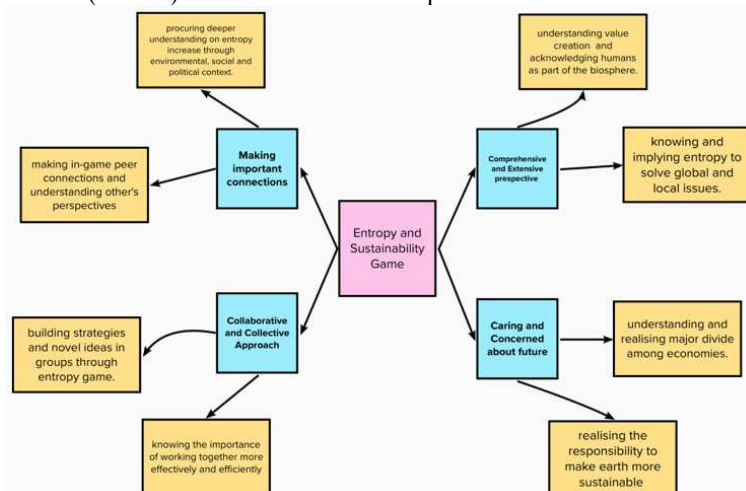 procuring deeper
understanding on entropy
increase through
environmental, social and
political context.
understanding value
creation and
acknowledging humans
as part of the biosphere.
Making
important
connections
Comprehensive
and Extensive
prespective
making in-game peer
connections and
understanding other's
perspectives
knowing and
implying entropy to
solve global and
local issues.
Entropy and
Sustainability
Game
Collaborative
and Collective
Approach
Caring and
Concerned
about future
building strategies
and novel ideas in
groups through
entropy game.
understanding and
realising major divide
among economies.
knowing the importance
of working together more
effectively and efficiently
realising the
responsibility to
make earth more
sustainable